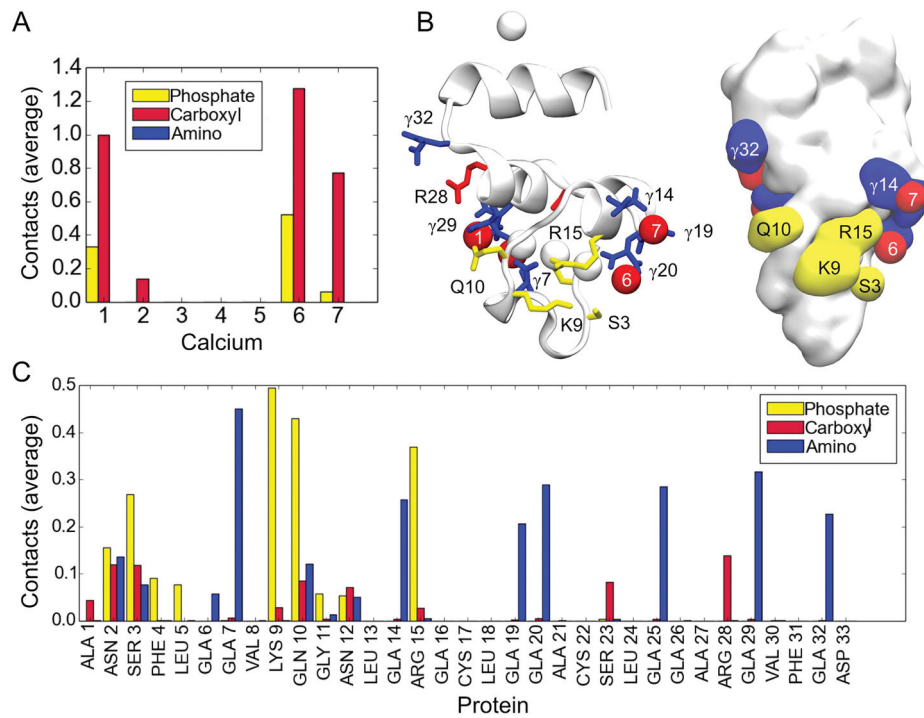 A
Contacts (average)
1.4
1.2
1.0
0.8
0.6
0.4
0.2
0.0
Phosphate
Carboxyl
Amino
1 2 3 4 5 6 7
Calcium
B
γ32
R28
γ29
1
Q10
γ7
R15
K9
S3
γ14
7
γ19
γ20
6
γ32
γ14
7
Q10
R15
6
K9
S3
C
Contacts (average)
0.5
0.4
0.3
0.2
0.1
0.0
Phosphate
Carboxyl
Amino
ALA 1
ASN 2
SER 3
PHE 4
LEU 5
GLA 6
GLA 7
VAL 8
LYS 9
GLN 10
GLY 11
ASN 12
LEU 13
GLA 14
ARG 15
GLA 16
CYS 17
LEU 18
GLA 19
GLA 20
ALA 21
CYS 22
SER 23
LEU 24
GLA 25
GLA 26
ALA 27
ARG 28
GLA 29
VAL 30
PHE 31
GLA 32
ASP 33
Protein